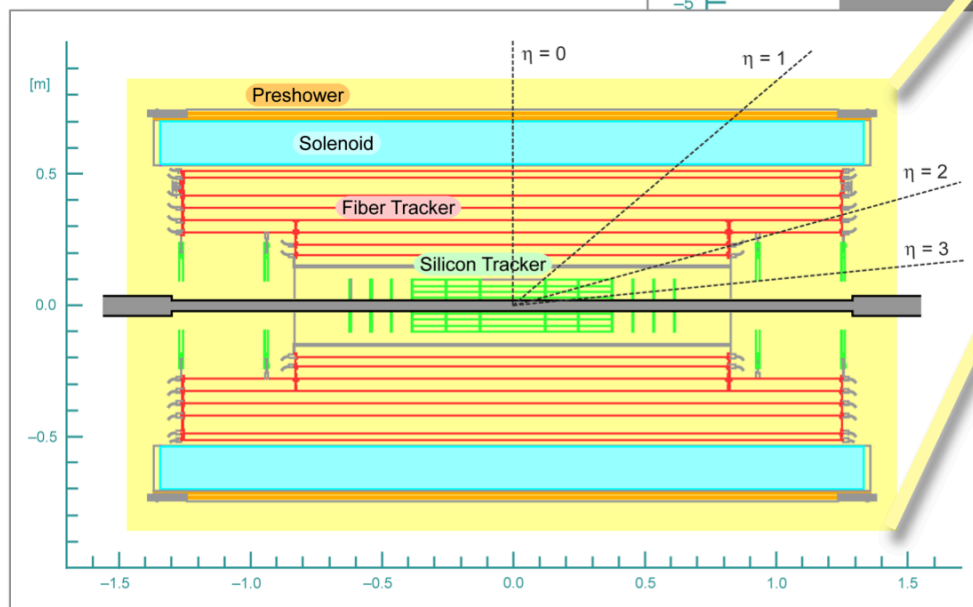 –5
η = 0
η = 1
[m]
Preshower
Solenoid
0.5
η = 2
Fiber Tracker
η = 3
Silicon Tracker
0.0
–0.5
–1.5
–1.0
–0.5
0.0
0.5
1.0
1.5